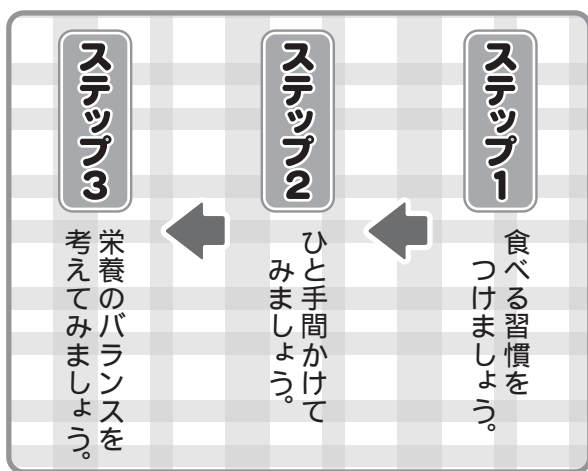 ステップ1
食べる習慣を
つけましょう。
ステップ2
ひと手間かけて
みましょう。
ステップ3
栄養のバランスを
考えてみましょう。